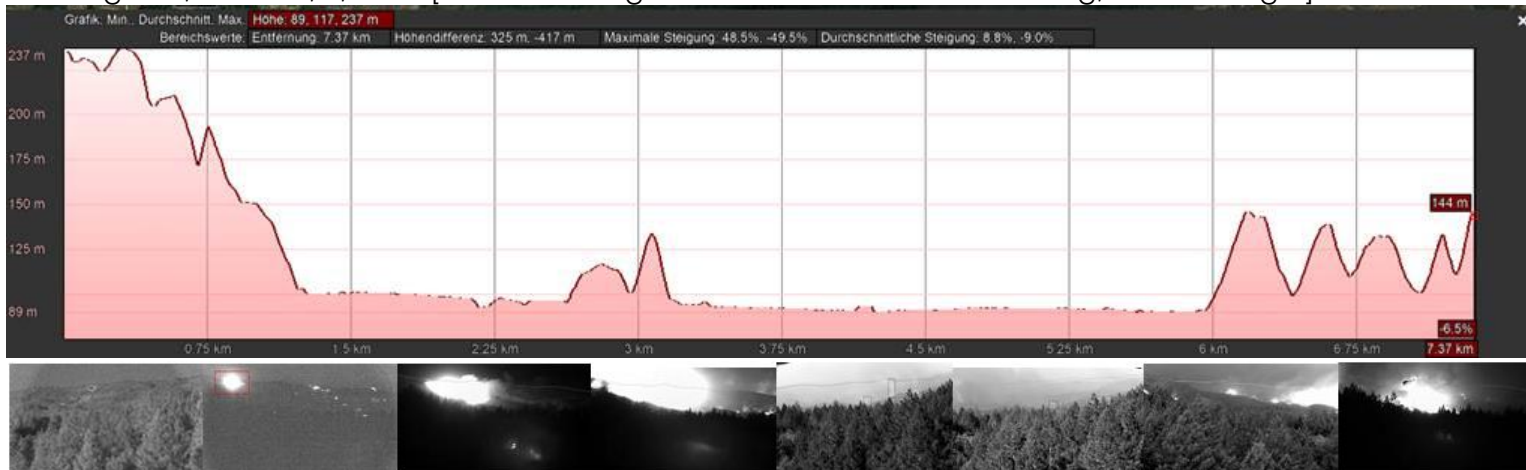 Grafik, Min., Durchschnitt, Max. Höhe: 89, 117, 237 m
Bereichswerte: Entfernung: 7.37 km Höhendifferenz: 325 m, -417 m Maximale Steigung: 48.5%, -49.5% Durchschnittliche Steigung: 8.8%, -9.0%
237 m
200 m
175 m
150 m
144 m
125 m
89 m
-6.5%
0.75 km 1.5 km 2.25 km 3 km 3.75 km 4.5 km 5.25 km 6 km 6.75 km 7.37 km